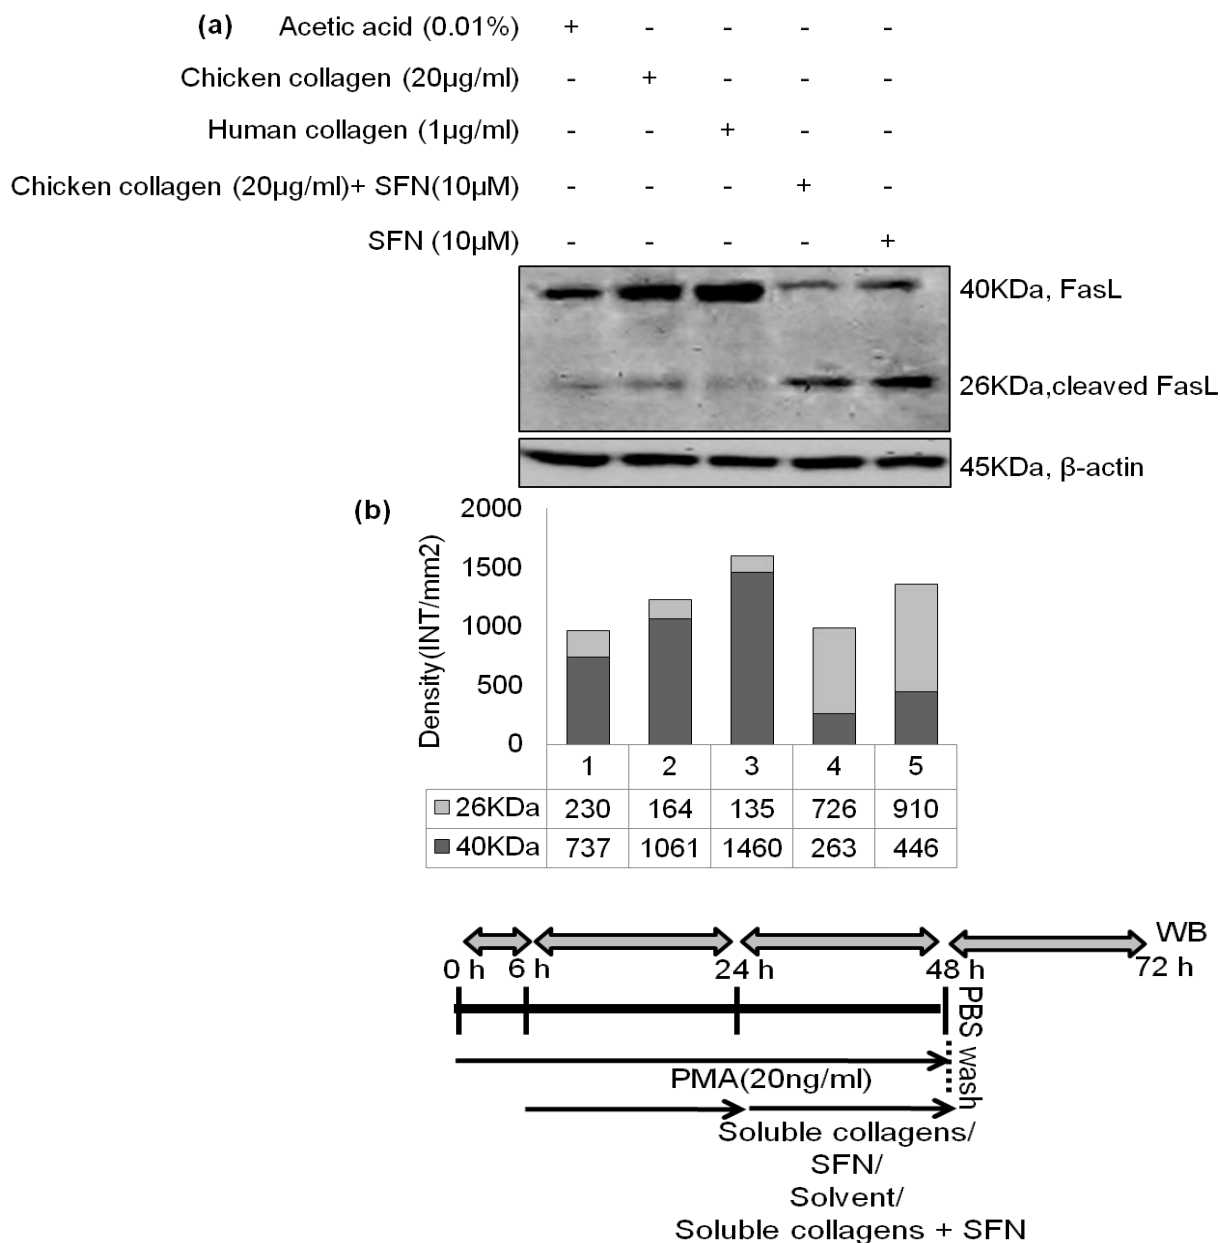 (a) Acetic acid (0.01%) + - - - -
Chicken collagen (20µg/ml) - + - - -
Human collagen (1µg/ml) - - + - -
Chicken collagen (20µg/ml)+ SFN(10µM) - - - + -
SFN (10µM) - - - - +
40KDa, FasL
26KDa,cleaved FasL
45KDa, β-actin
(b)
Density(INT/mm2)
2000
1500
1000
500
0
1 2 3 4 5
26KDa 230 164 135 726 910
40KDa 737 1061 1460 263 446
WB
0 h 6 h 24 h 48 h 72 h
PBS wash
PMA(20ng/ml)
Soluble collagens/
SFN/
Solvent/
Soluble collagens + SFN